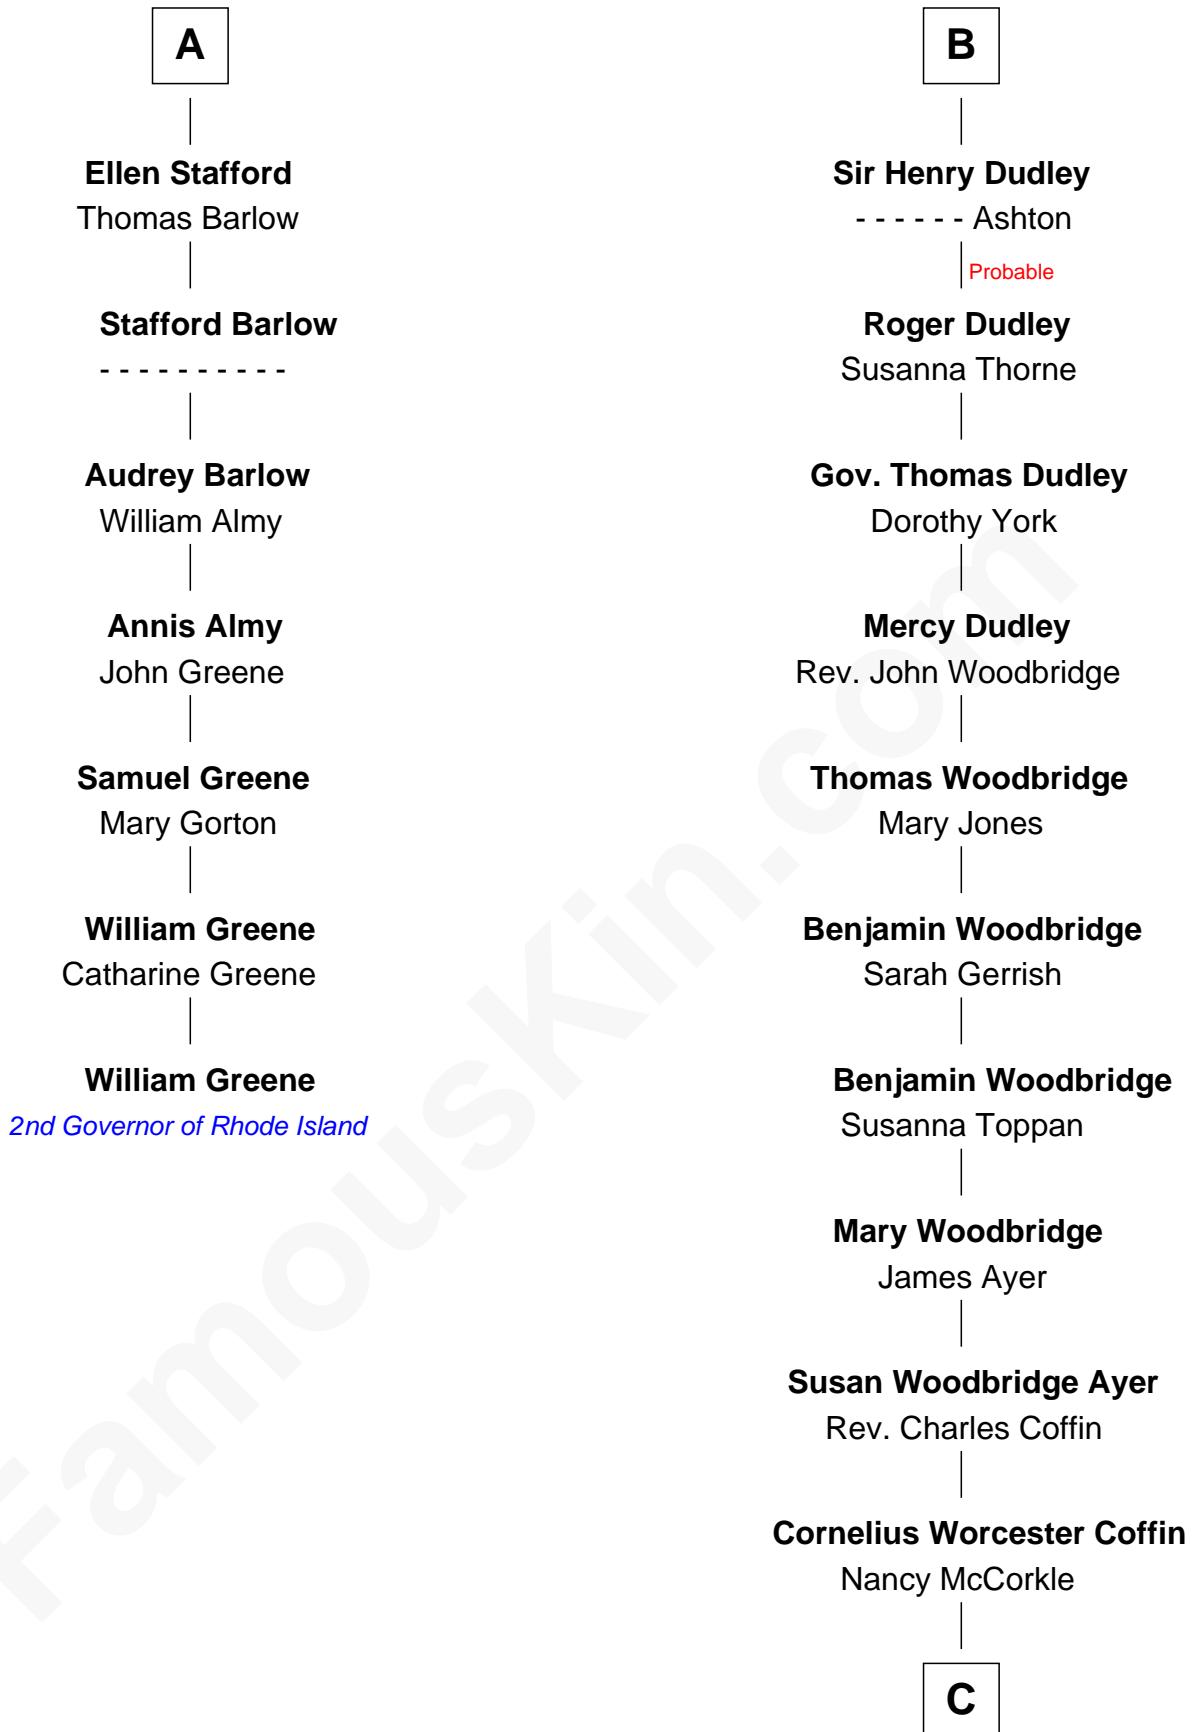 A
Ellen Stafford
Thomas Barlow
Stafford Barlow
- - - - - - - - - -
Audrey Barlow
William Almy
Annis Almy
John Greene
Samuel Greene
Mary Gorton
William Greene
Catharine Greene
William Greene
2nd Governor of Rhode Island
B
Sir Henry Dudley
- - - - - - Ashton
Probable
Roger Dudley
Susanna Thorne
Gov. Thomas Dudley
Dorothy York
Mercy Dudley
Rev. John Woodbridge
Thomas Woodbridge
Mary Jones
Benjamin Woodbridge
Sarah Gerrish
Benjamin Woodbridge
Susanna Toppan
Mary Woodbridge
James Ayer
Susan Woodbridge Ayer
Rev. Charles Coffin
Cornelius Worcester Coffin
Nancy McCorkle
C
FamousKin.com